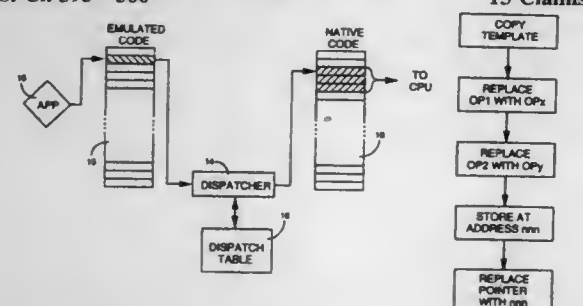 15 Claims
EMULATED
CODE
NATIVE
CODE
APP
TO
CPU
DISPATCHER
DISPATCH
TABLE
COPY
TEMPLATE
REPLACE
OP1 WITH OPx
REPLACE
OP2 WITH OPy
STORE AT
ADDRESS nnn
REPLACE
POINTER
WITH nnn